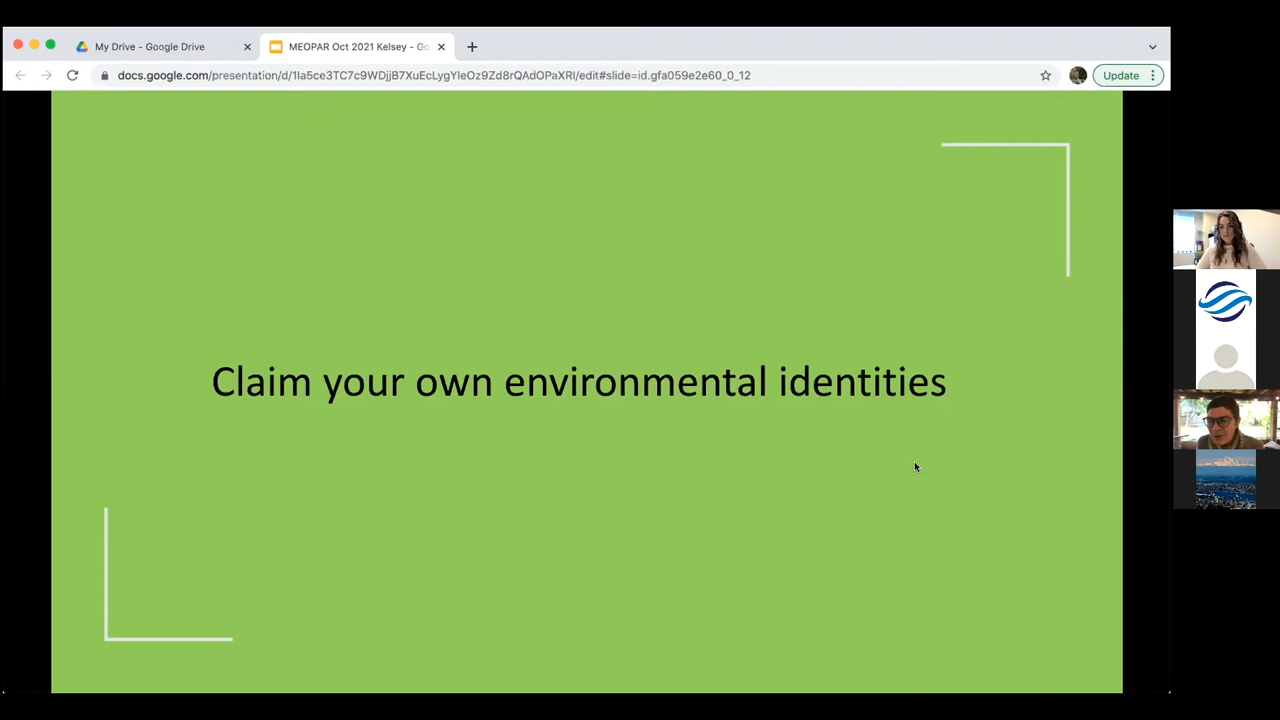 My Drive - Google Drive
MEOPAR Oct 2021 Kelsey - Go
docs.google.com/presentation/d/1Ia5ce3TC7c9WDjjB7XuEcLygYIeOz9Zd8rQAdOPaXRI/edit#slide=id.gfa059e2e60_0_12
Update
Claim your own environmental identities